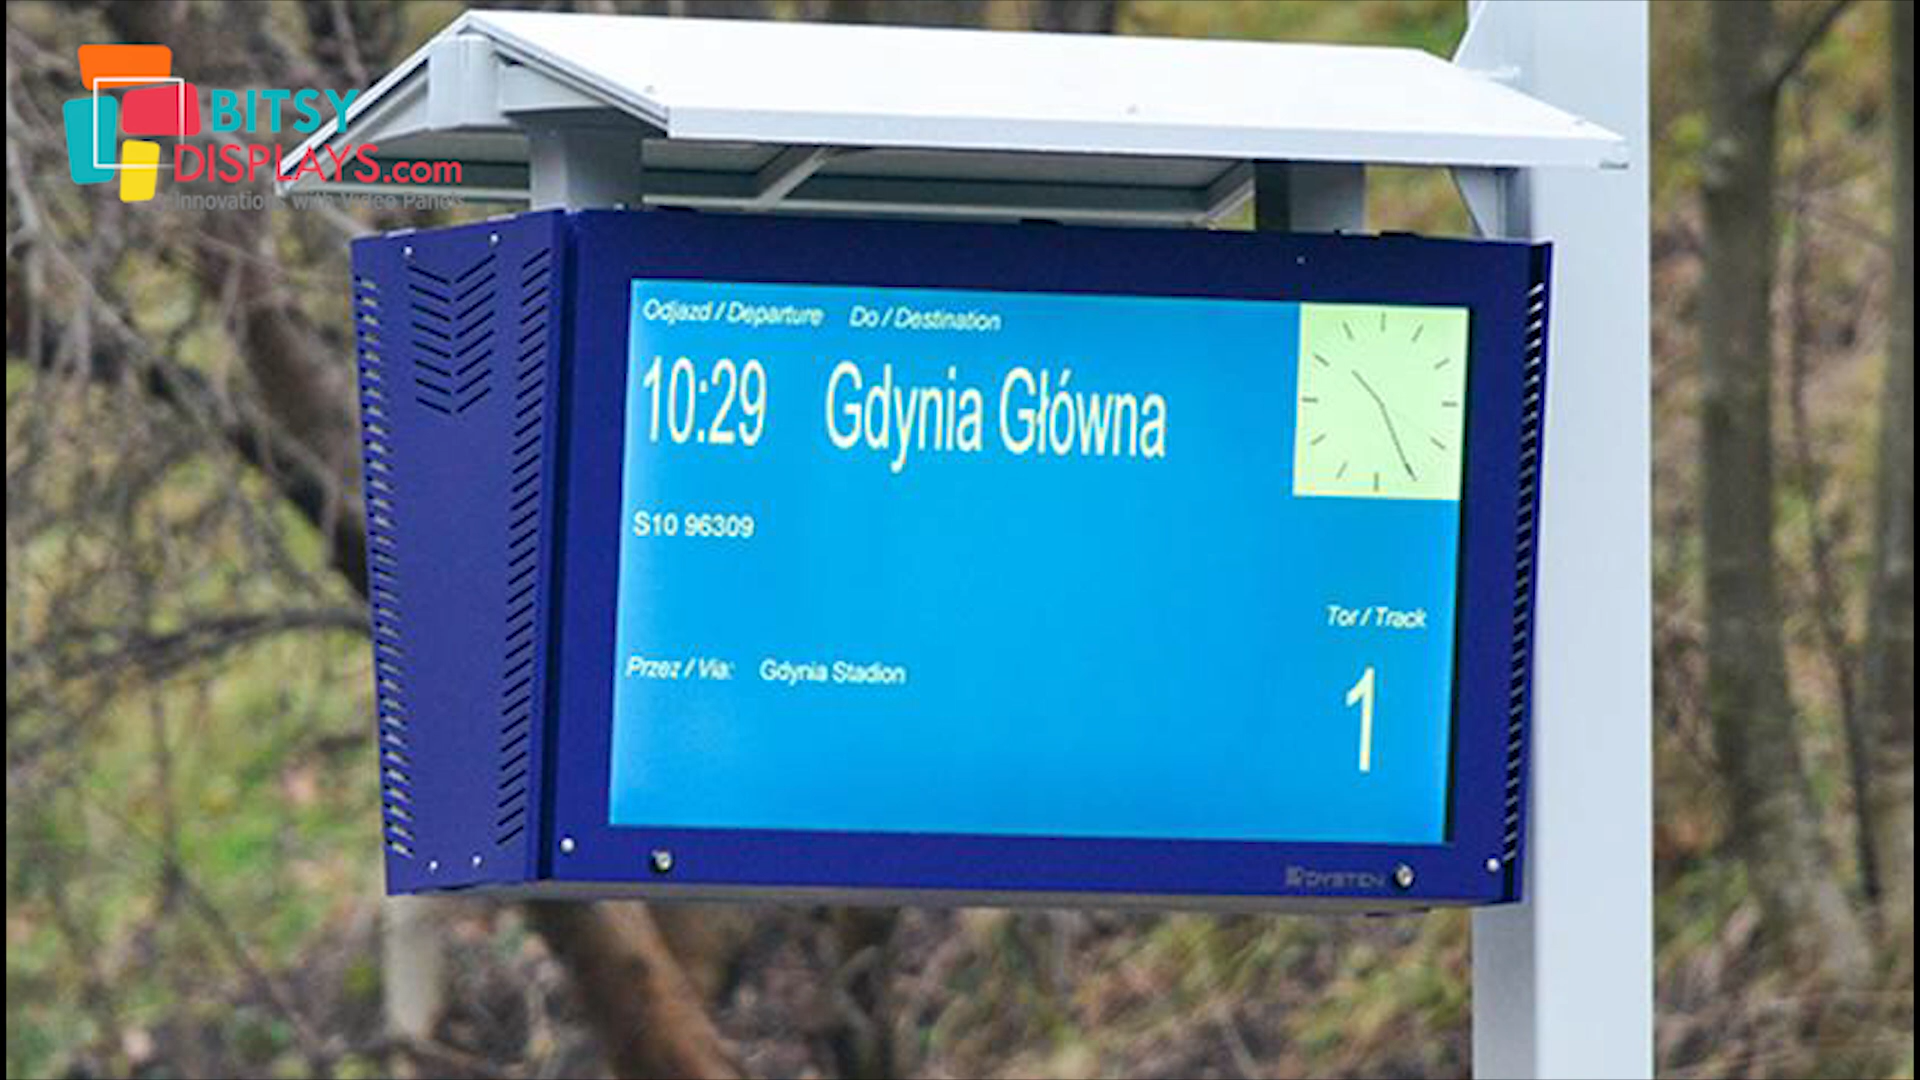 BITSY
DISPLAYS.com
Innovations with Video Panels
Odjazd / Departure Do / Destination
10:29 Gdynia Główna
S10 96309
Tor / Track
Przez / Via: Gdynia Stadion
1
DYSTEN